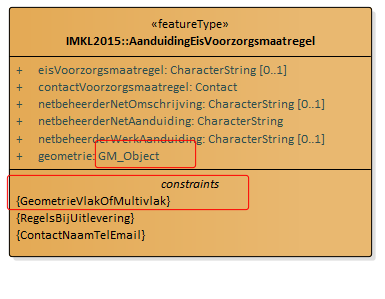 «featureType»
IMKL2015::AanduidingEisVoorzorgsmaatregel
+ eisVoorzorgsmaatregel: CharacterString [0..1]
+ contactVoorzorgsmaatregel: Contact
+ netbeheerderNetOmschrijving: CharacterString [0..1]
+ netbeheerderNetAanduiding: CharacterString
+ netbeheerderWerkAanduiding: CharacterString [0..1]
+ geometrie: GM_Object
constraints
{GeometrieVlakOfMultivlak}
{RegelsBijUitlevering}
{ContactNaamTelEmail}